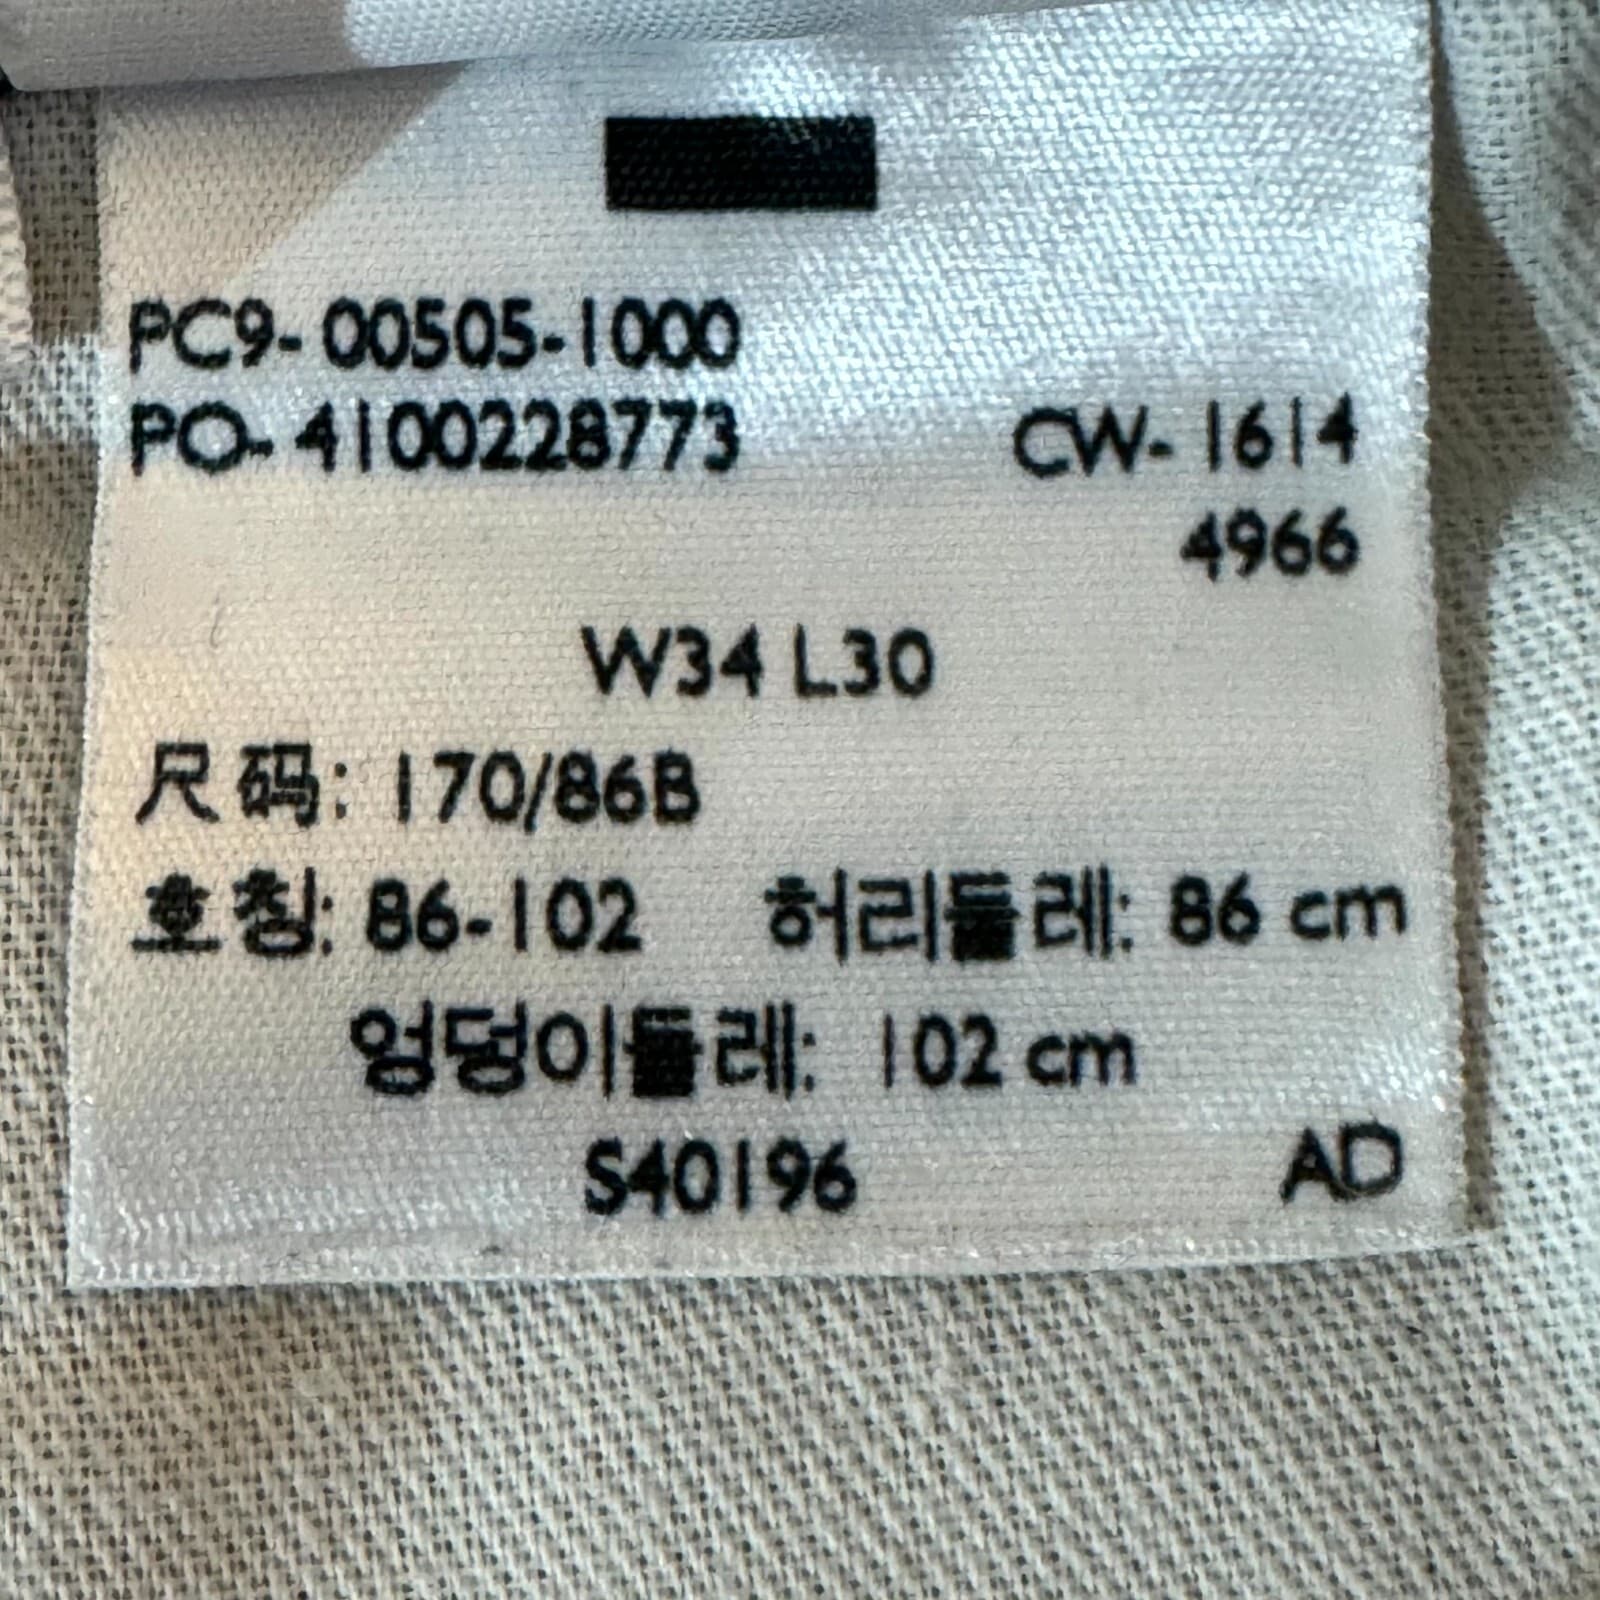 PC9- 00505-1000
PO- 4100228773 CW- 1614
4966
W34 L30
尺码: 170/86B
호칭: 86-102 허리둘레: 86 cm
엉덩이둘레: 102 cm
S40196 AD